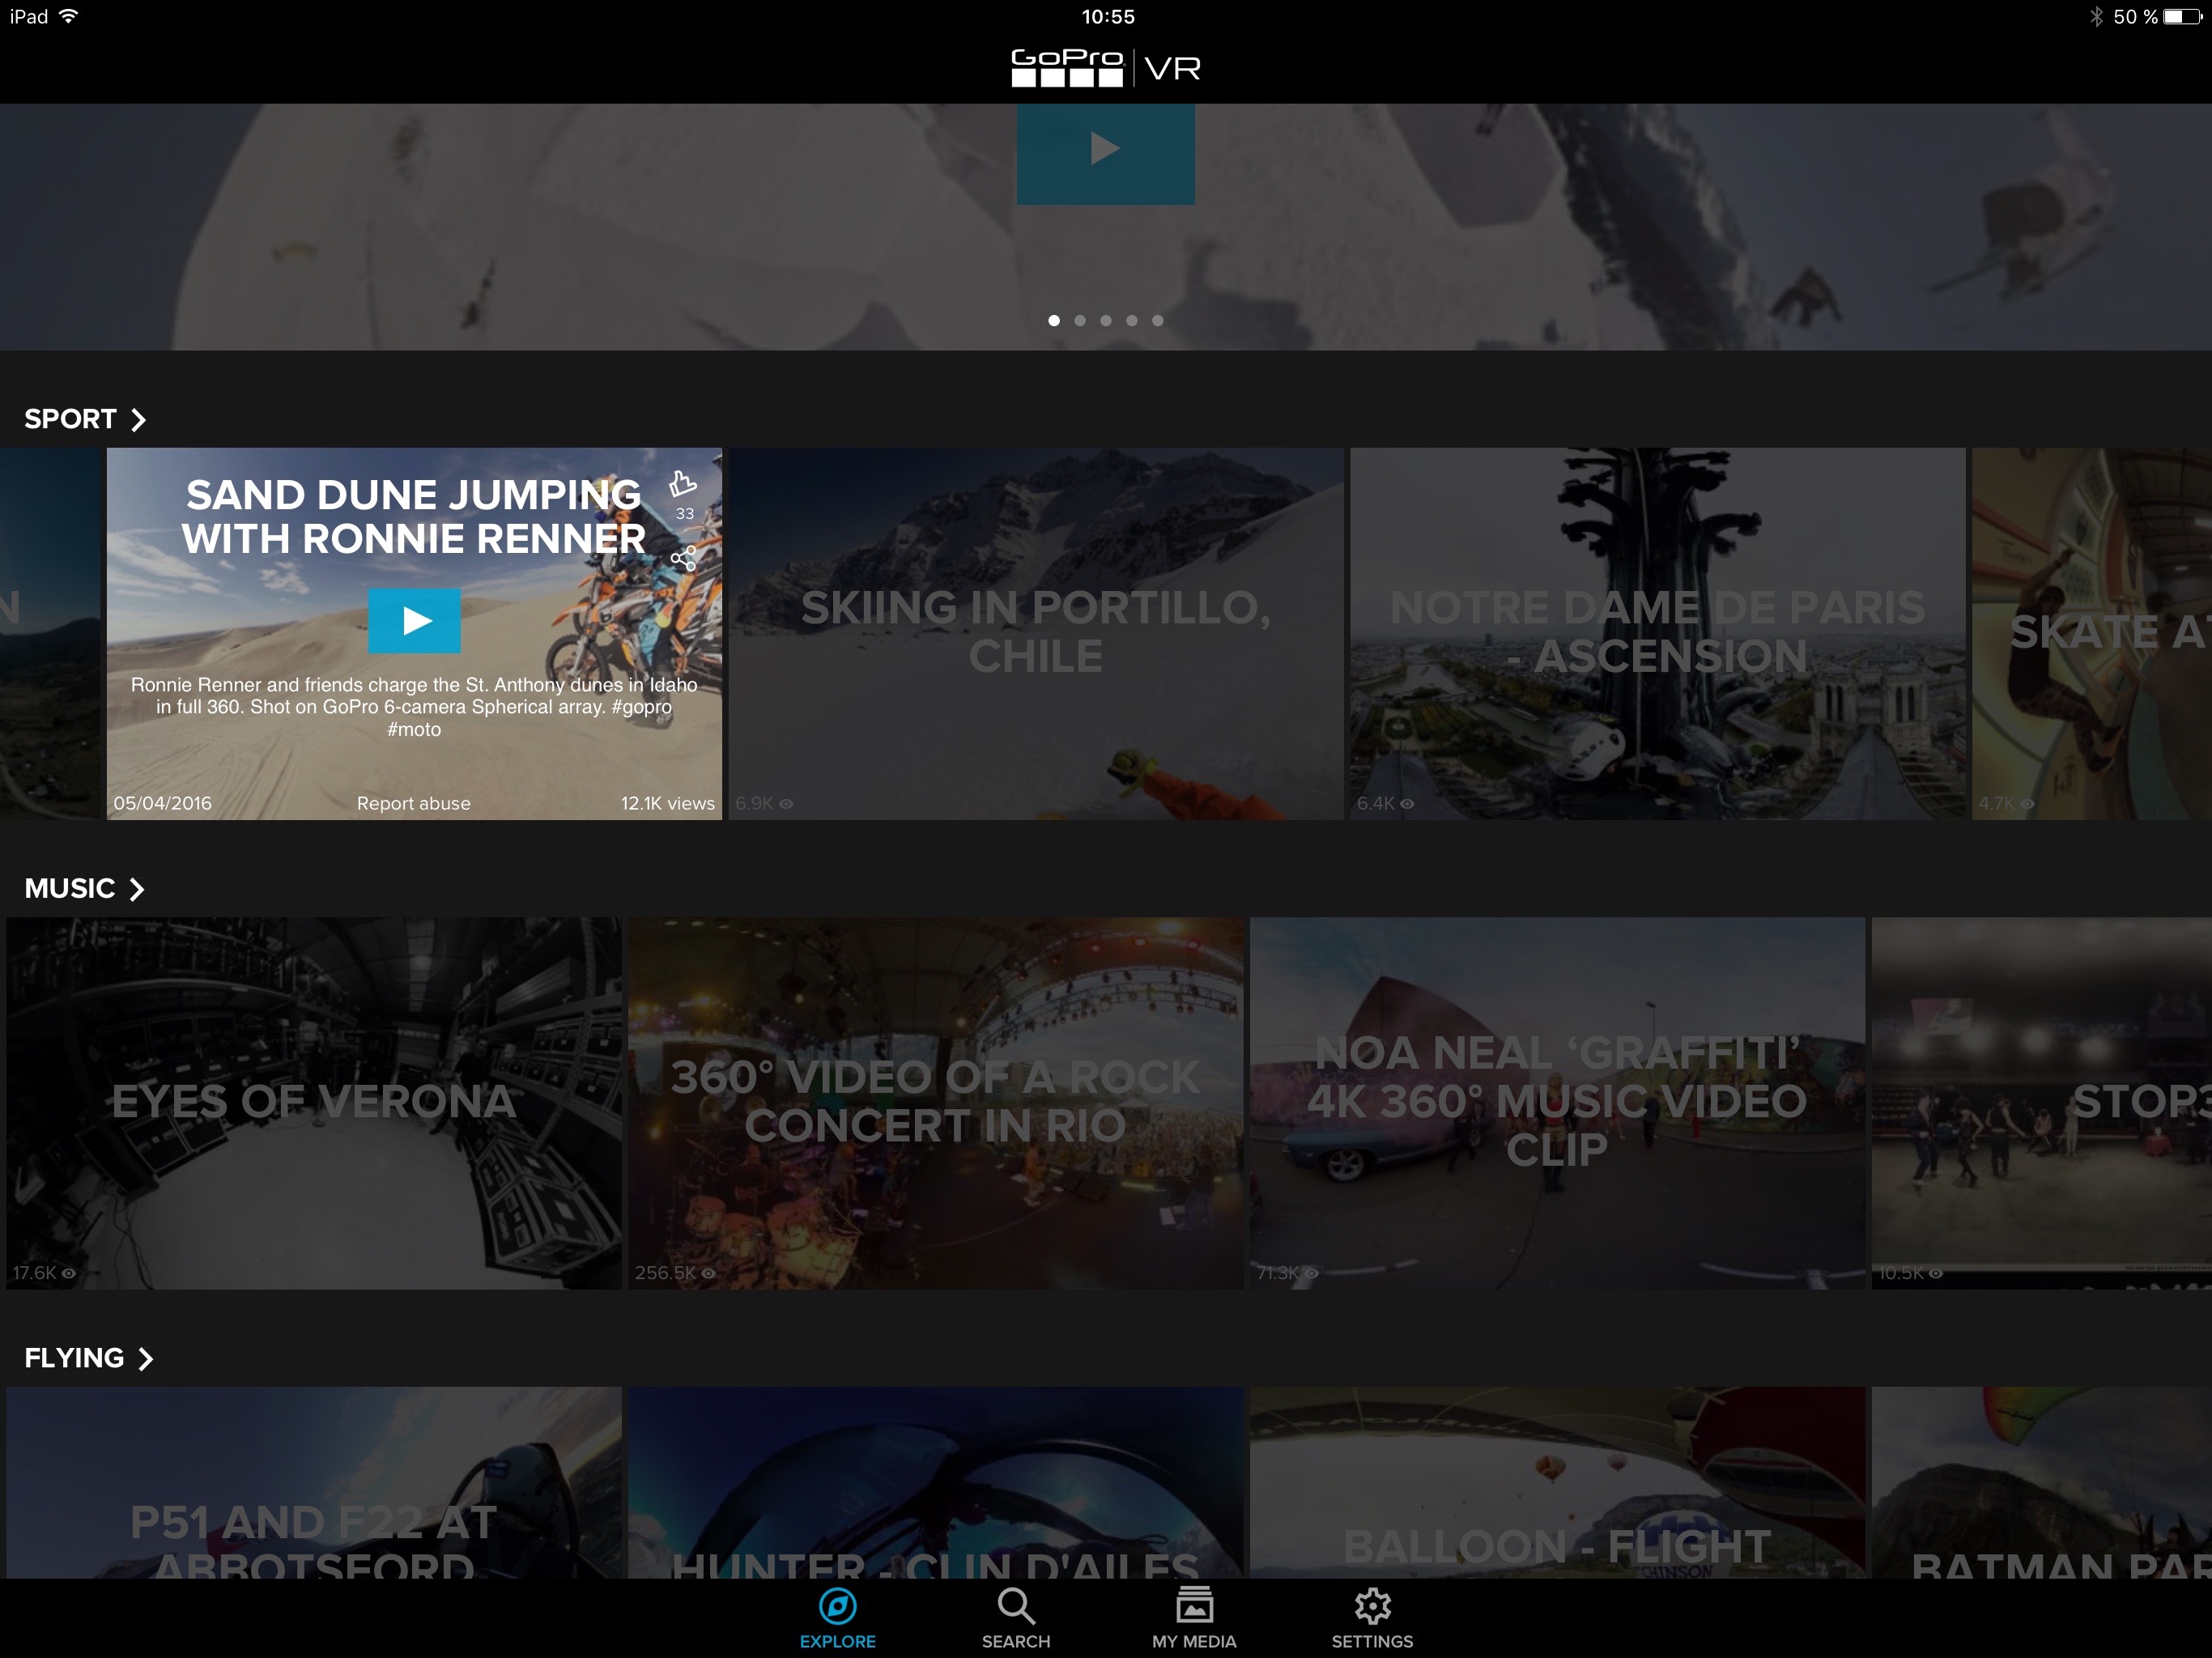 iPad
10:55
50 %
GoPro VR
SPORT
SAND DUNE JUMPING
WITH RONNIE RENNER
33
Ronnie Renner and friends charge the St. Anthony dunes in Idaho
in full 360. Shot on GoPro 6-camera Spherical array. #gopro
#moto
05/04/2016
Report abuse
12.1K views
N
SKIING IN PORTILLO,
CHILE
6.9K
NOTRE DAME DE PARIS
- ASCENSION
6.4K
SKATE AT
4.7K
MUSIC
EYES OF VERONA
17.6K
360° VIDEO OF A ROCK
CONCERT IN RIO
256.5K
NOA NEAL ‘GRAFFITI’
4K 360° MUSIC VIDEO
CLIP
71.3K
STOP3
10.5K
FLYING
P51 AND F22 AT
ABBOTSFORD
HUNTER - CLIN D'AILES
BALLOON - FLIGHT
BATMAN PAR
EXPLORE
SEARCH
MY MEDIA
SETTINGS